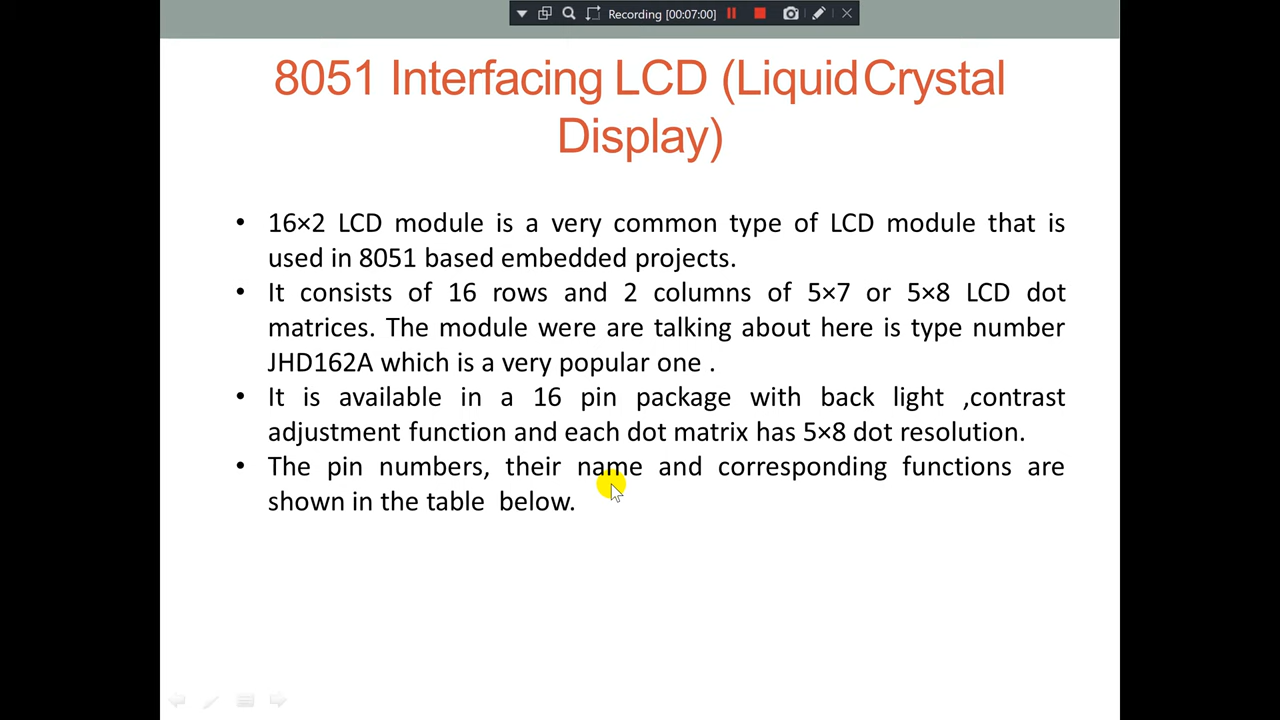 Recording [00:07:00]
8051 Interfacing LCD (Liquid Crystal
Display)
• 16×2 LCD module is a very common type of LCD module that is
used in 8051 based embedded projects.
• It consists of 16 rows and 2 columns of 5×7 or 5×8 LCD dot
matrices. The module were are talking about here is type number
JHD162A which is a very popular one .
• It is available in a 16 pin package with back light ,contrast
adjustment function and each dot matrix has 5×8 dot resolution.
• The pin numbers, their name and corresponding functions are
shown in the table below.